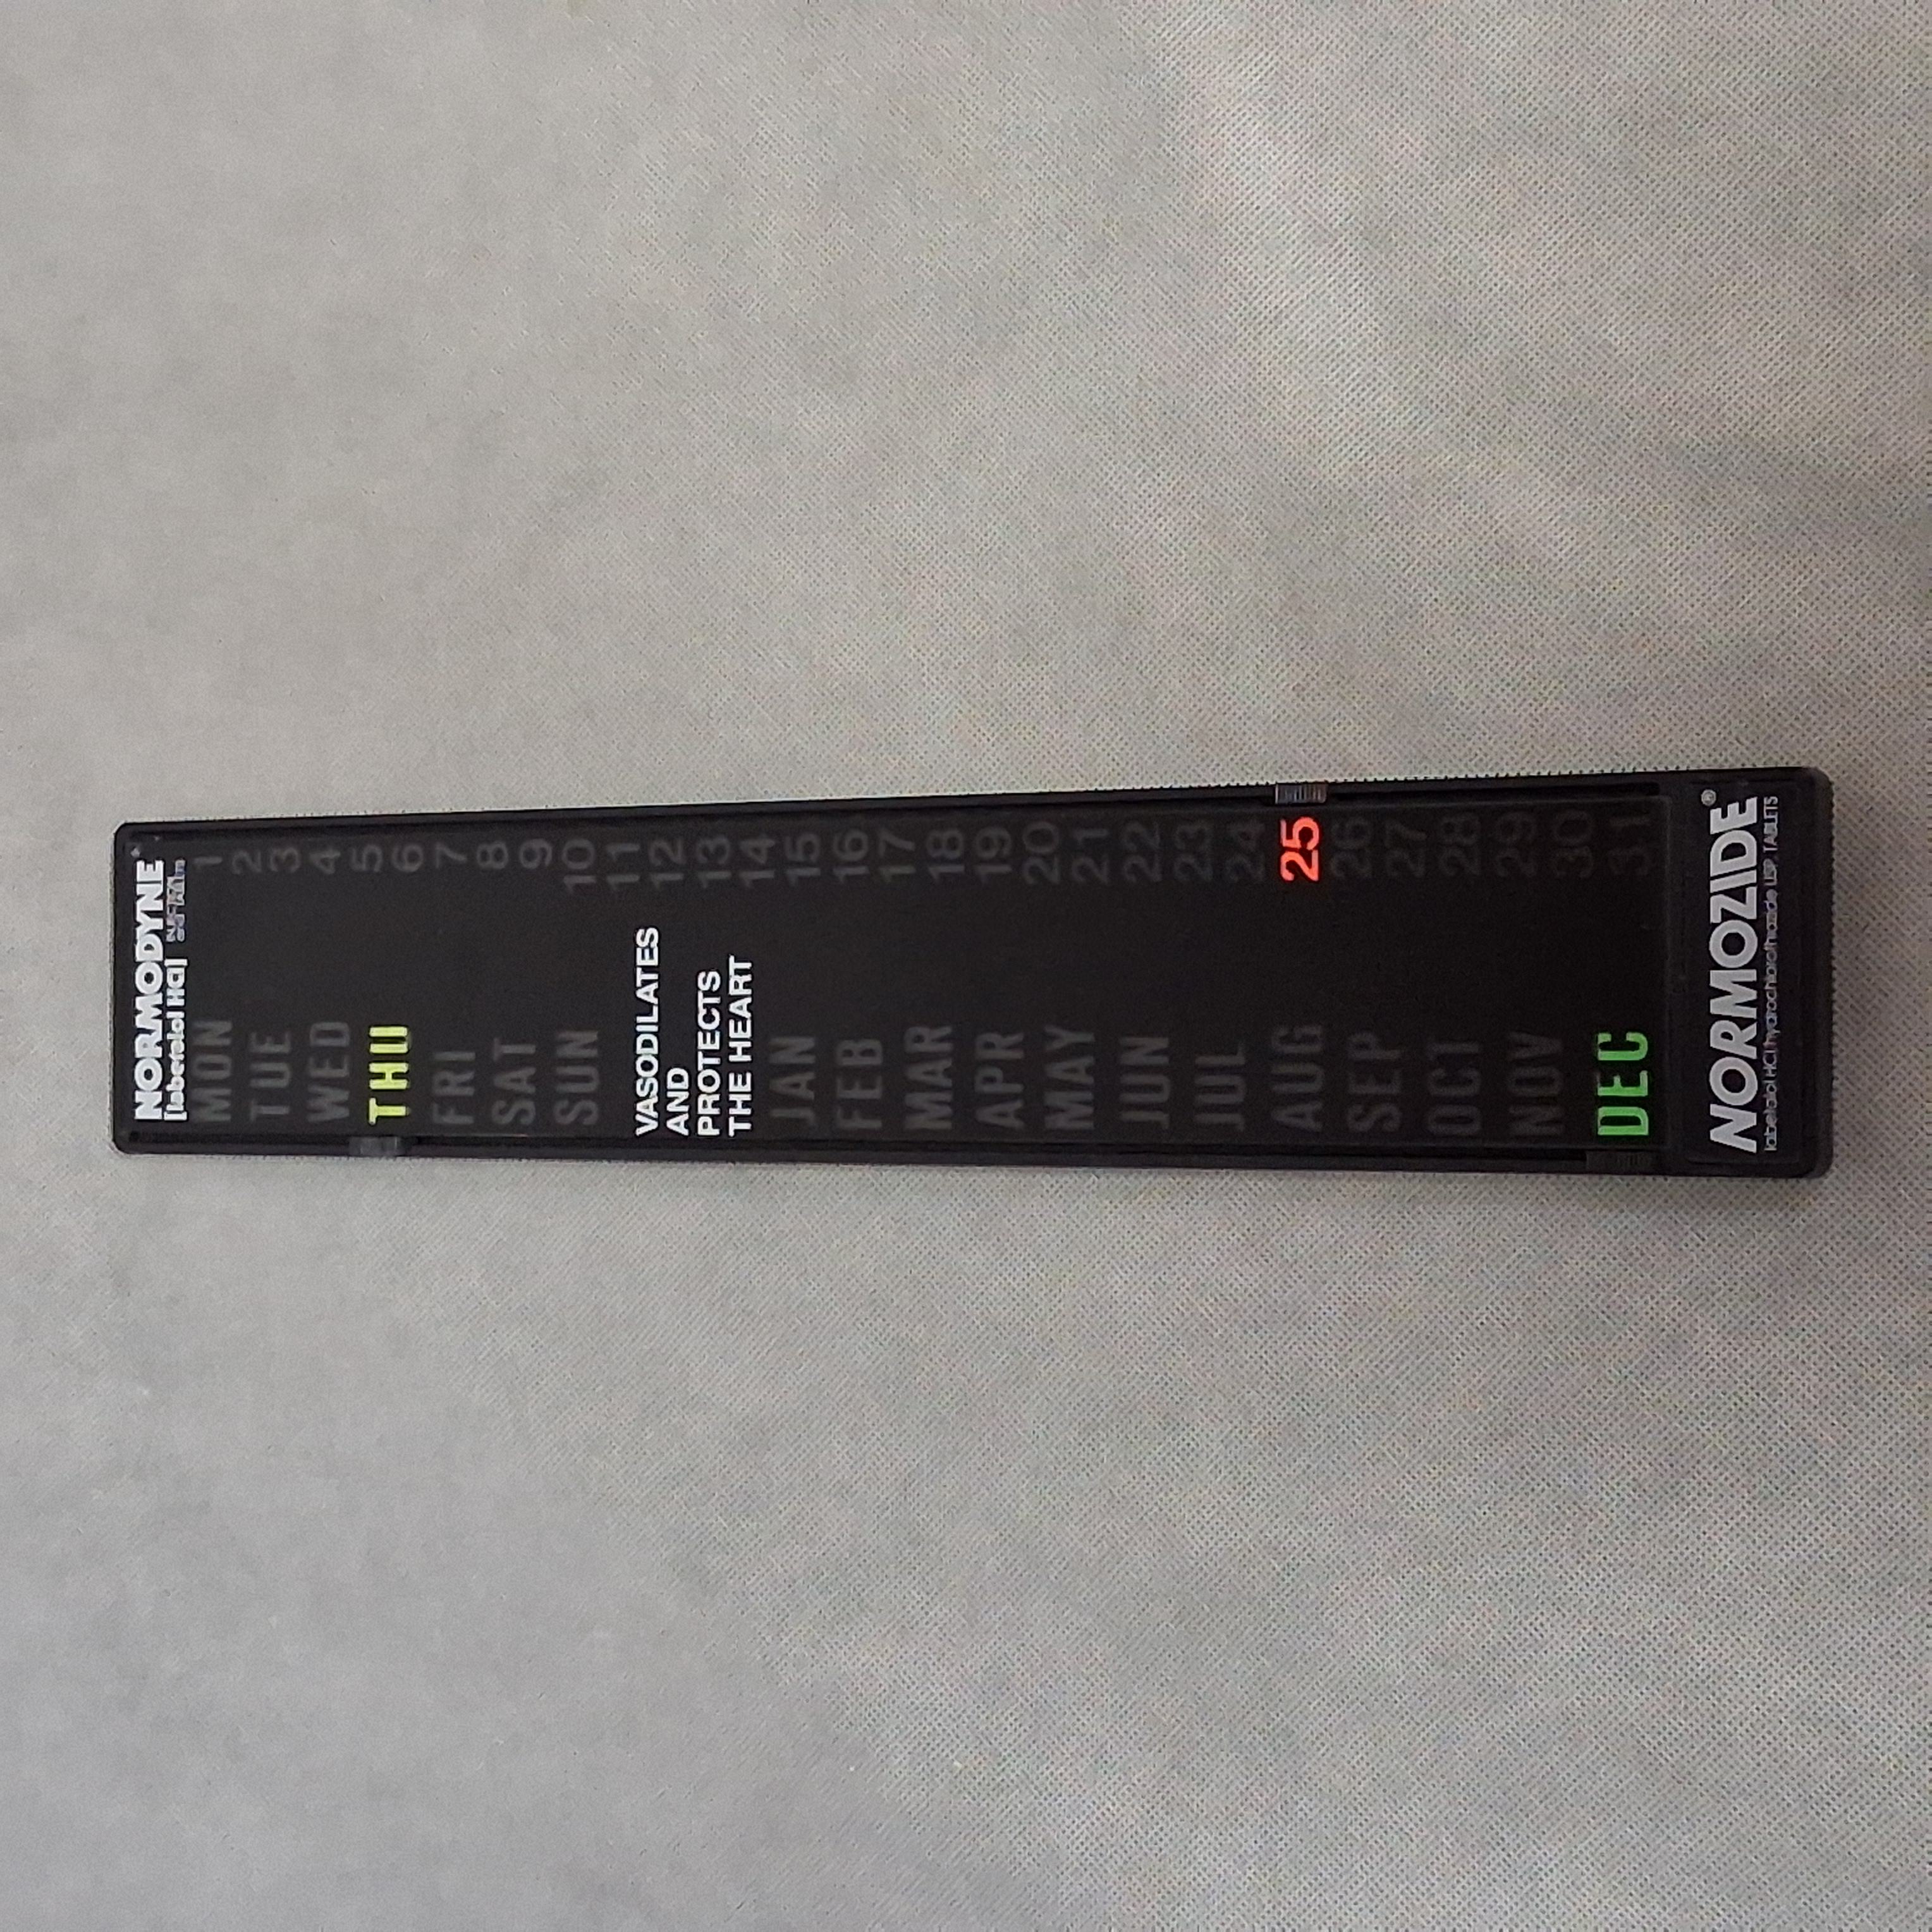 NORMODYNE
[labetalol HCl]
MON
TUE
WED
THU
FRI
SAT
SUN
VASODILATES
AND
PROTECTS
THE HEART
JAN
FEB
MAR
APR
MAY
JUN
JUL
AUG
SEP
OCT
NOV
DEC
1
2
3
4
5
6
7
8
9
10
11
12
13
14
15
16
17
18
19
20
21
22
23
24
25
26
27
28
29
30
31
NORMOZIDE®
labetalol HCl hydrochlorothiazide USP TABLETS